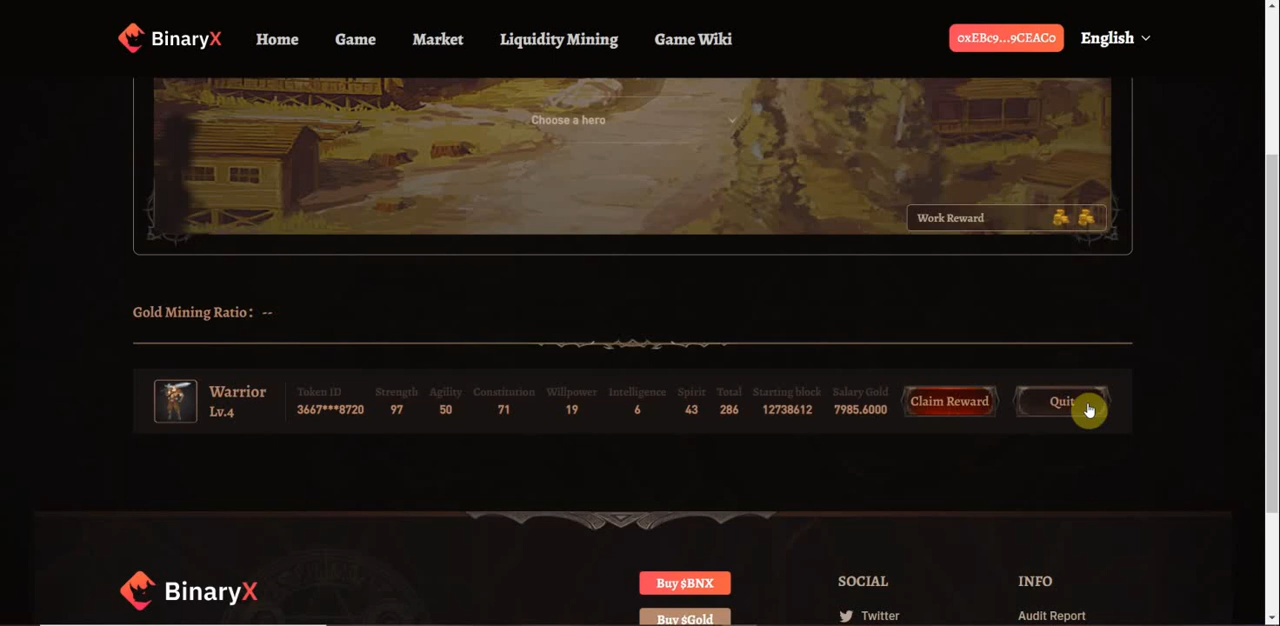 BinaryX Home Game Market Liquidity Mining Game Wiki 0xEBc9...9CEAC0 English
Choose a hero
Work Reward
Gold Mining Ratio： --
Warrior Token ID Strength Agility Constitution Willpower Intelligence Spirit Total Starting block Salary Gold Claim Reward Quit
Lv.4 3667***8720 97 50 71 19 6 43 286 12738612 7985.6000
BinaryX Buy $BNX SOCIAL INFO
Buy $Gold Twitter Audit Report